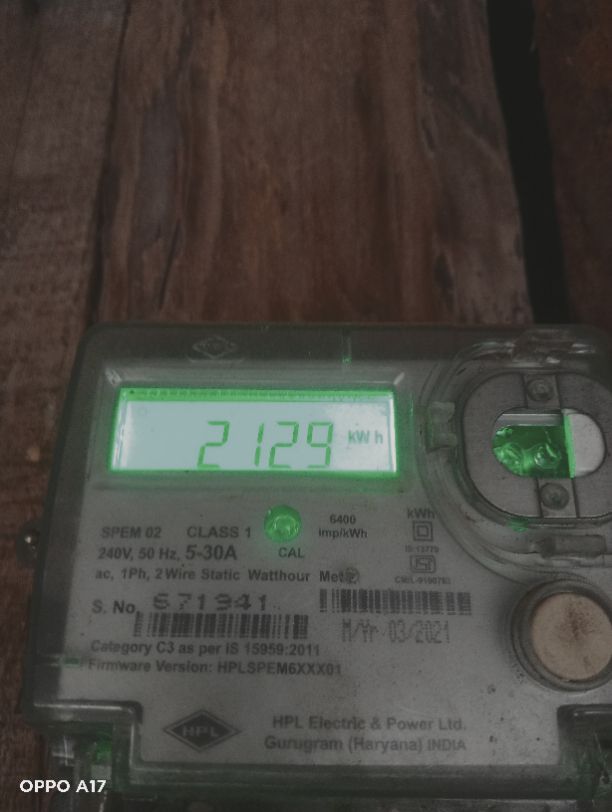 2129 kWh
6400
imp/kWh
kWh
SPEM 02 CLASS 1
240V, 50 Hz, 5-30A CAL
IS-13779
ac, 1Ph, 2 Wire Static Watthour Meter
S. No. 671941
M/Yr 03/2021
Category C3 as per IS 15959:2011
Firmware Version: HPLSPEM6XXX01
HPL
HPL Electric & Power Ltd.
Gurugram (Haryana) INDIA
OPPO A17